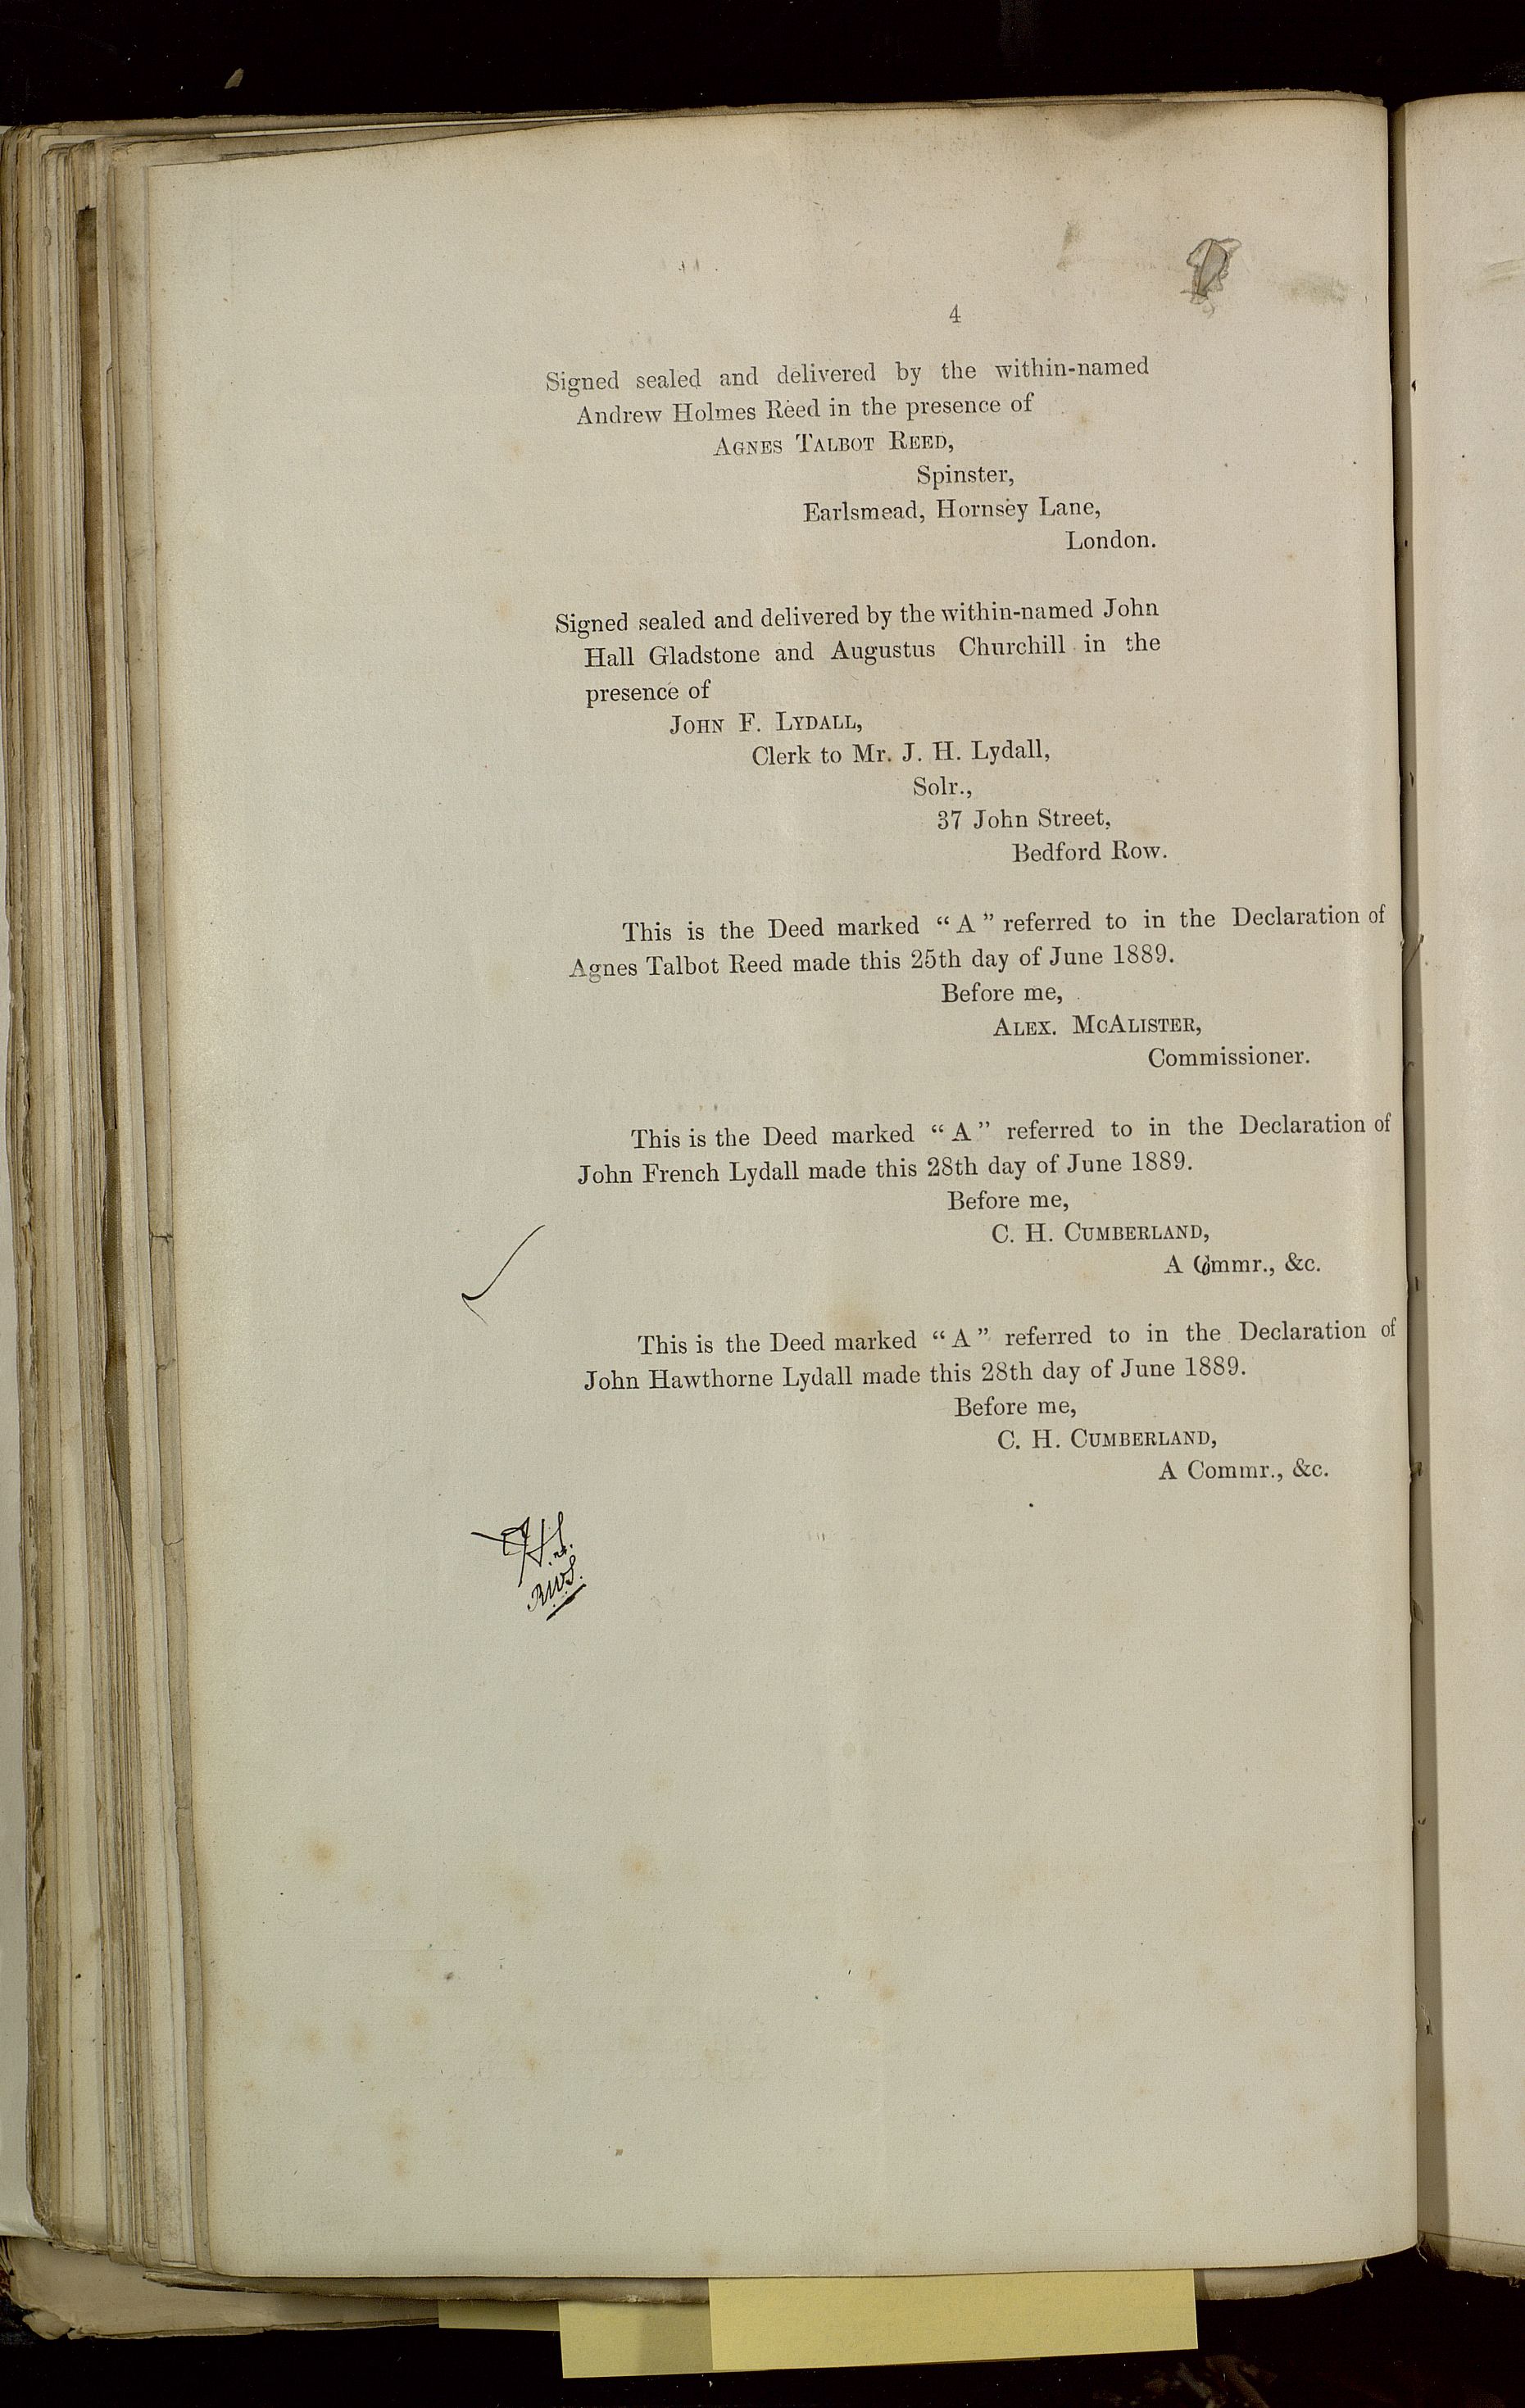 4
Signed sealed and delivered by the within-named
Andrew Holmes Reed in the presence of
AGNES TALBOT REED,
Spinster,
Earlsmead, Hornsey Lane,
London.
Signed sealed and delivered by the within-named John
Hall Gladstone and Augustus Churchill in the
presence of
JOHN F. LYDALL,
Clerk to Mr. J. H. Lydall,
Solr.,
37 John Street,
Bedford Row.
This is the Deed marked “A” referred to in the Declaration of
Agnes Talbot Reed made this 25th day of June 1889.
Before me,
ALEX. MCALISTER,
Commissioner.
This is the Deed marked “A” referred to in the Declaration of
John French Lydall made this 28th day of June 1889.
Before me,
C. H. CUMBERLAND,
A Commr., &c.
This is the Deed marked “A” referred to in the Declaration of
John Hawthorne Lydall made this 28th day of June 1889.
Before me,
C. H. CUMBERLAND,
A Commr., &c.
RWS.